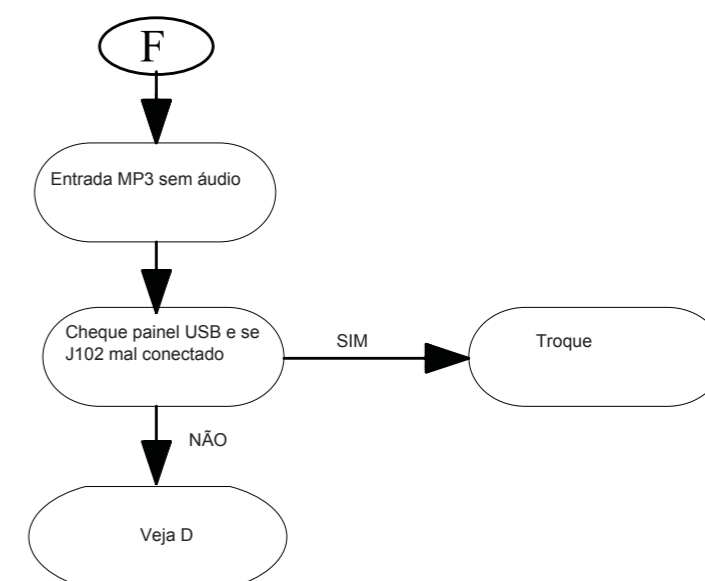 F
Entrada MP3 sem áudio
Cheque painel USB e se
J102 mal conectado
SIM
Troque
NÃO
Veja D